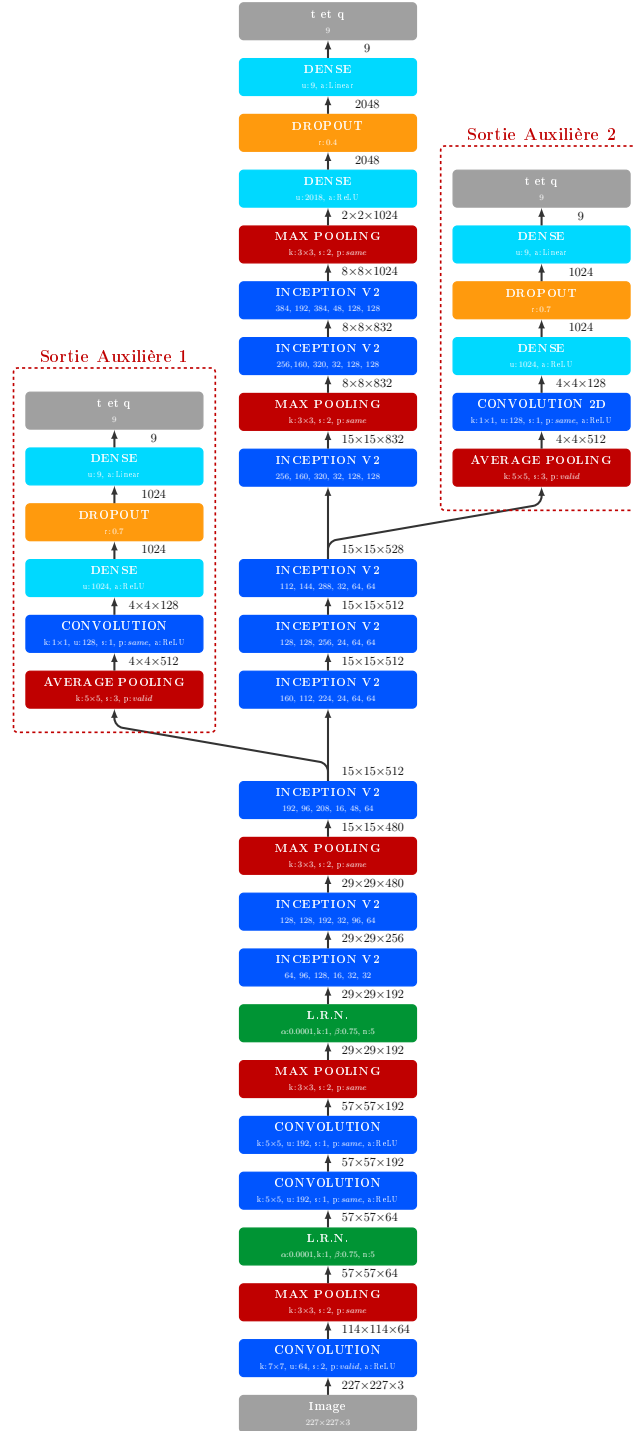 t et q
9
9
DENSE
u:9, a:Linear
2048
DROPOUT
r:0.4
2048
DENSE
u:2018, a:ReLU
2×2×1024
MAX POOLING
k:3×3, s:2, p:same
8×8×1024
INCEPTION V2
384, 192, 384, 48, 128, 128
8×8×832
INCEPTION V2
256,160, 320, 32, 128, 128
8×8×832
MAX POOLING
k:3×3, s:2, p:same
15×15×832
INCEPTION V2
256, 160, 320, 32, 128, 128
15×15×528
INCEPTION V2
112, 144, 288, 32, 64, 64
15×15×512
INCEPTION V2
128, 128, 256, 24, 64, 64
15×15×512
INCEPTION V2
160, 112, 224, 24, 64, 64
15×15×512
INCEPTION V2
192, 96, 208, 16, 48, 64
15×15×480
MAX POOLING
k:3×3, s:2, p:same
29×29×480
INCEPTION V2
128, 128, 192, 32, 96, 64
29×29×256
INCEPTION V2
64, 96, 128, 16, 32, 32
29×29×192
L.R.N.
α:0.0001,k:1, β:0.75, n:5
29×29×192
MAX POOLING
k:3×3, s:2, p:same
57×57×192
CONVOLUTION
k:5×5, u:192, s:1, p:same, a:ReLU
57×57×192
CONVOLUTION
k:5×5, u:192, s:1, p:same, a:ReLU
57×57×64
L.R.N.
α:0.0001,k:1, β:0.75, n:5
57×57×64
MAX POOLING
k:3×3, s:2, p:same
114×114×64
CONVOLUTION
k:7×7, u:64, s:2, p:valid, a:ReLU
227×227×3
Image
227×227×3
Sortie Auxilière 2
t et q
9
9
DENSE
u:9, a:Linear
1024
DROPOUT
r:0.7
1024
DENSE
u:1024, a:ReLU
4×4×128
CONVOLUTION 2D
k:1×1, u:128, s:1, p:same, a:ReLU
4×4×512
AVERAGE POOLING
k:5×5, s:3, p:valid
Sortie Auxilière 1
t et q
9
9
DENSE
u:9, a:Linear
1024
DROPOUT
r:0.7
1024
DENSE
u:1024, a:ReLU
4×4×128
CONVOLUTION
k:1×1, u:128, s:1, p:same, a:ReLU
4×4×512
AVERAGE POOLING
k:5×5, s:3, p:valid